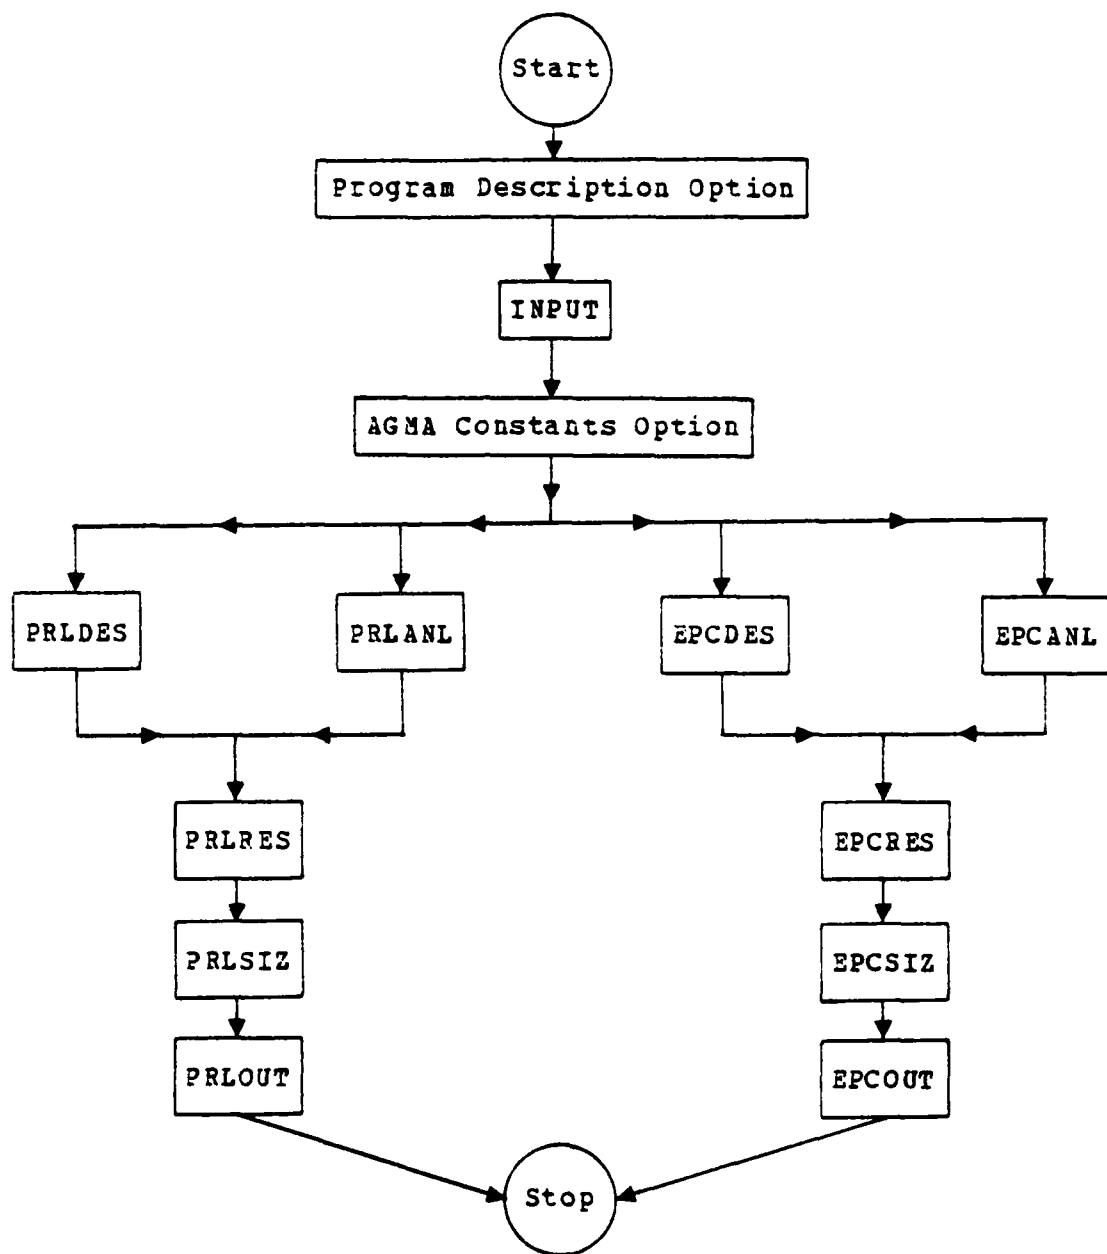 Start
Program Description Option
INPUT
AGMA Constants Option
PRLDES
PRLANL
EPCDES
EPCANL
PRLRES
EPCRES
PRLSIZ
EPCSIZ
PRLOUT
EPCOUT
Stop